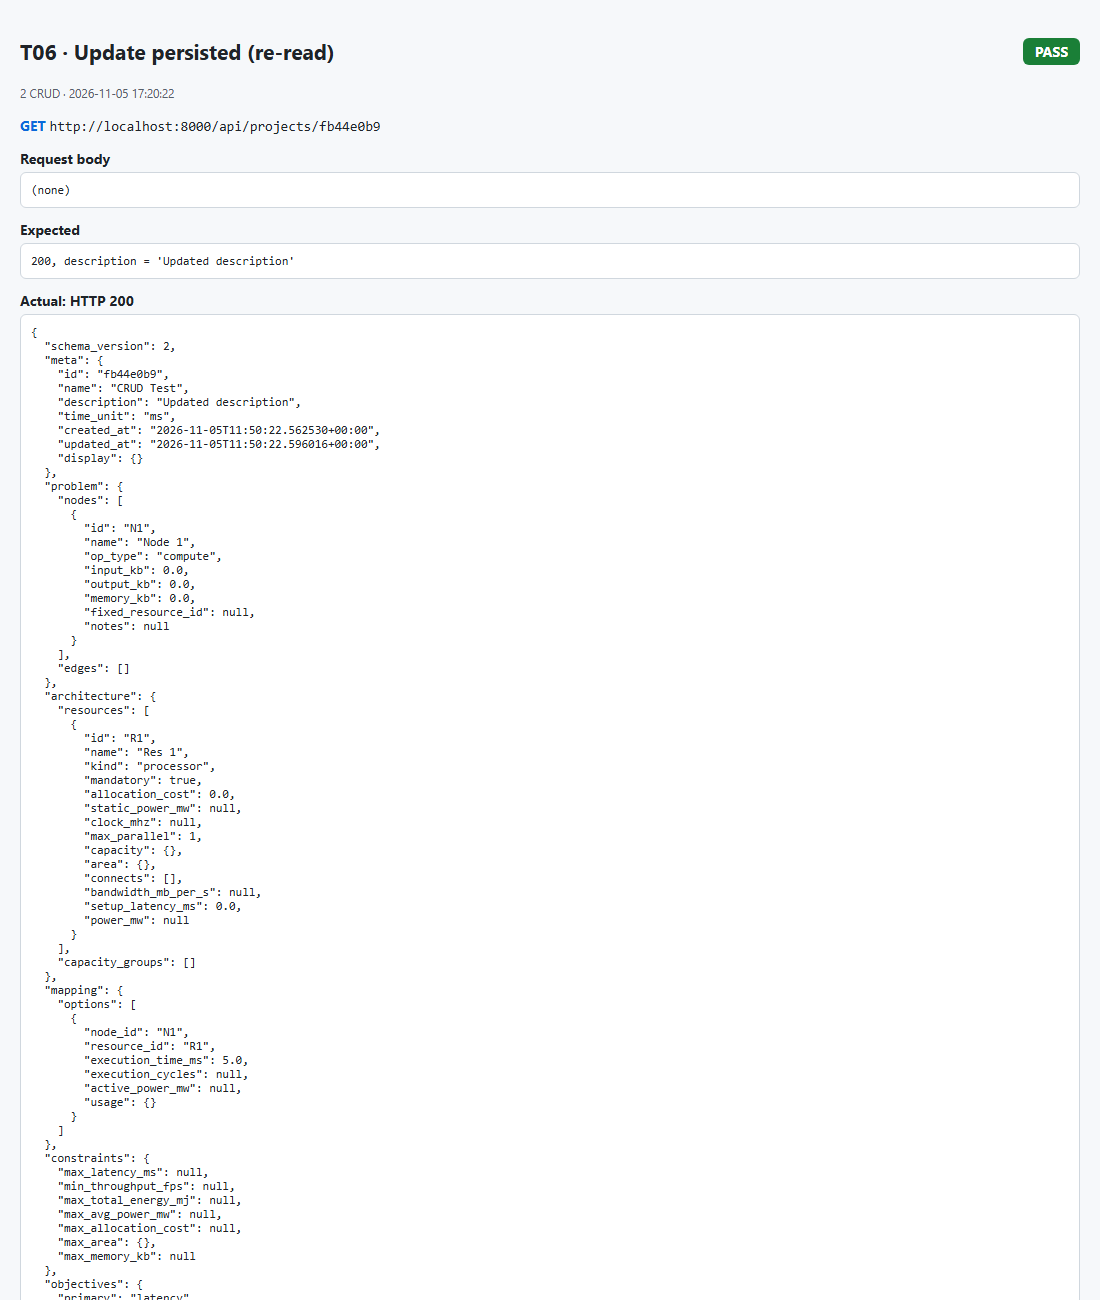 T06 · Update persisted (re-read)
PASS
2 CRUD · 2026-11-05 17:20:22
GET http://localhost:8000/api/projects/fb44e0b9
Request body
(none)
Expected
200, description = 'Updated description'
Actual: HTTP 200
{
  "schema_version": 2,
  "meta": {
    "id": "fb44e0b9",
    "name": "CRUD Test",
    "description": "Updated description",
    "time_unit": "ms",
    "created_at": "2026-11-05T11:50:22.562530+00:00",
    "updated_at": "2026-11-05T11:50:22.596016+00:00",
    "display": {}
  },
  "problem": {
    "nodes": [
      {
        "id": "N1",
        "name": "Node 1",
        "op_type": "compute",
        "input_kb": 0.0,
        "output_kb": 0.0,
        "memory_kb": 0.0,
        "fixed_resource_id": null,
        "notes": null
      }
    ],
    "edges": []
  },
  "architecture": {
    "resources": [
      {
        "id": "R1",
        "name": "Res 1",
        "kind": "processor",
        "mandatory": true,
        "allocation_cost": 0.0,
        "static_power_mw": null,
        "clock_mhz": null,
        "max_parallel": 1,
        "capacity": {},
        "area": {},
        "connects": [],
        "bandwidth_mb_per_s": null,
        "setup_latency_ms": 0.0,
        "power_mw": null
      }
    ],
    "capacity_groups": []
  },
  "mapping": {
    "options": [
      {
        "node_id": "N1",
        "resource_id": "R1",
        "execution_time_ms": 5.0,
        "execution_cycles": null,
        "active_power_mw": null,
        "usage": {}
      }
    ]
  },
  "constraints": {
    "max_latency_ms": null,
    "min_throughput_fps": null,
    "max_total_energy_mj": null,
    "max_avg_power_mw": null,
    "max_allocation_cost": null,
    "max_area": {},
    "max_memory_kb": null
  },
  "objectives": {
    "primary": "latency"